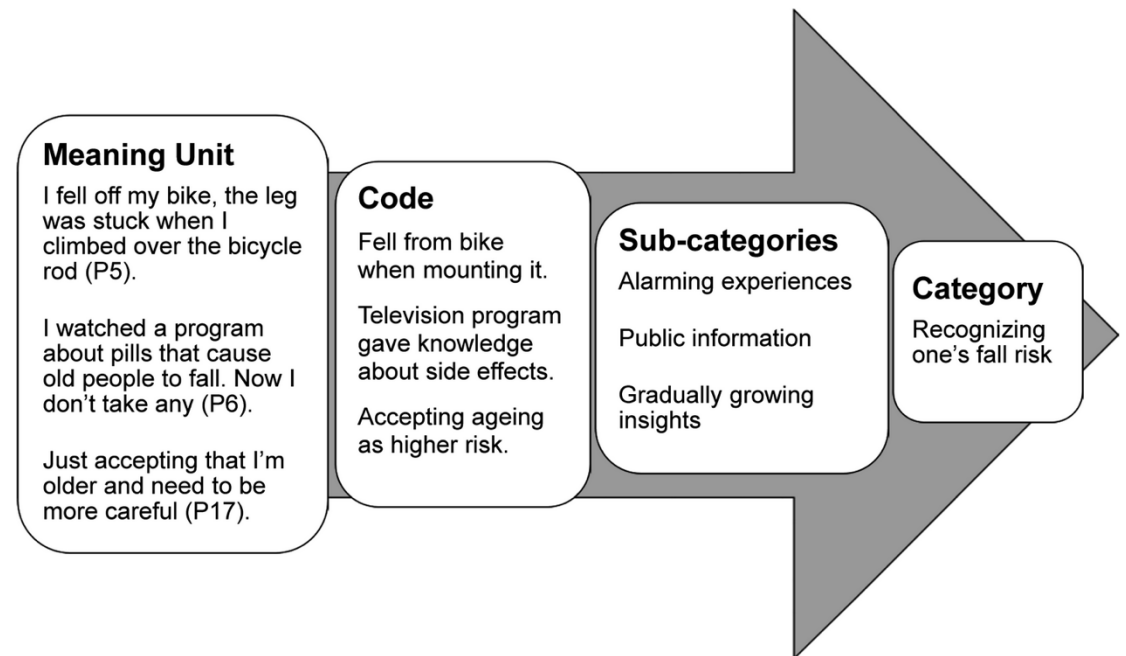 Meaning Unit
I fell off my bike, the leg
was stuck when I
climbed over the bicycle
rod (P5).
I watched a program
about pills that cause
old people to fall. Now I
don’t take any (P6).
Just accepting that I’m
older and need to be
more careful (P17).
Code
Fell from bike
when mounting it.
Television program
gave knowledge
about side effects.
Accepting ageing
as higher risk.
Sub-categories
Alarming experiences
Public information
Gradually growing
insights
Category
Recognizing
one’s fall risk